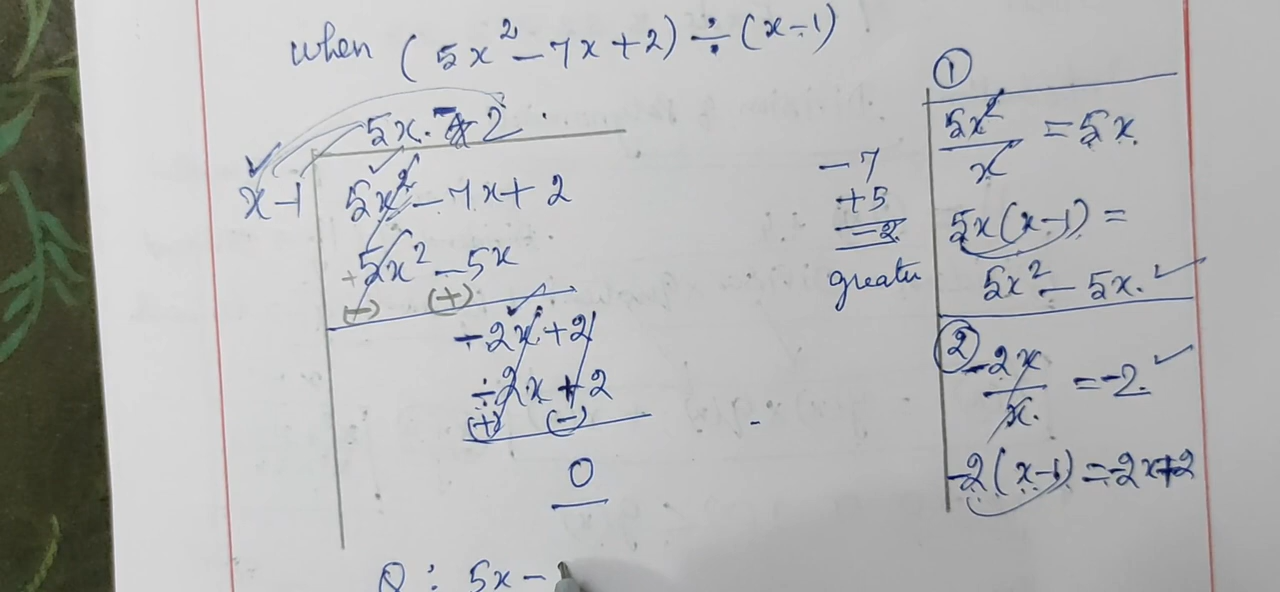 when (5x² - 7x + 2) ÷ (x - 1)
5x - 2
x - 1
5x² - 7x + 2
+5x² - 5x
(-) (+)
-2x + 2
-2x + 2
(+) (-)
0
Q : 5x -
-7
+5
-2
greater
①
5x²/x = 5x
5x(x-1) =
5x² - 5x.
②
-2x/x = -2
-2(x-1) = -2x+2